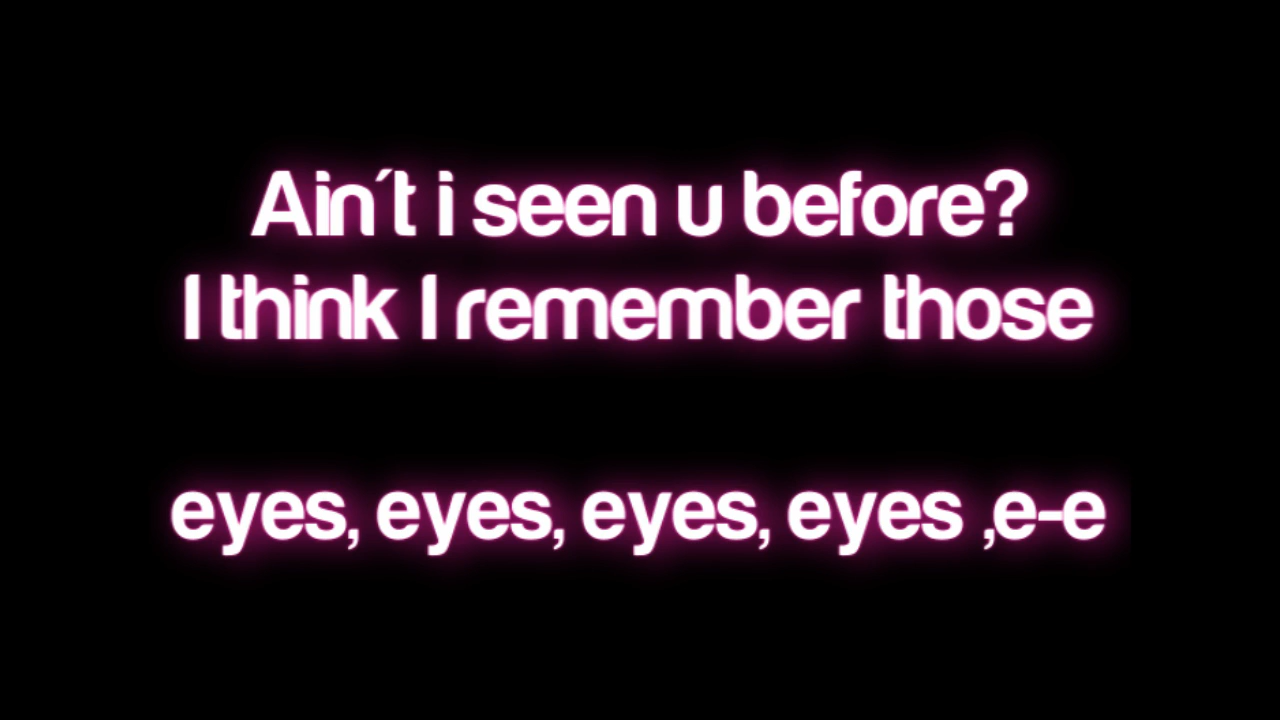 Ain´t i seen u before?
I think I remember those
eyes, eyes, eyes, eyes ,e-e